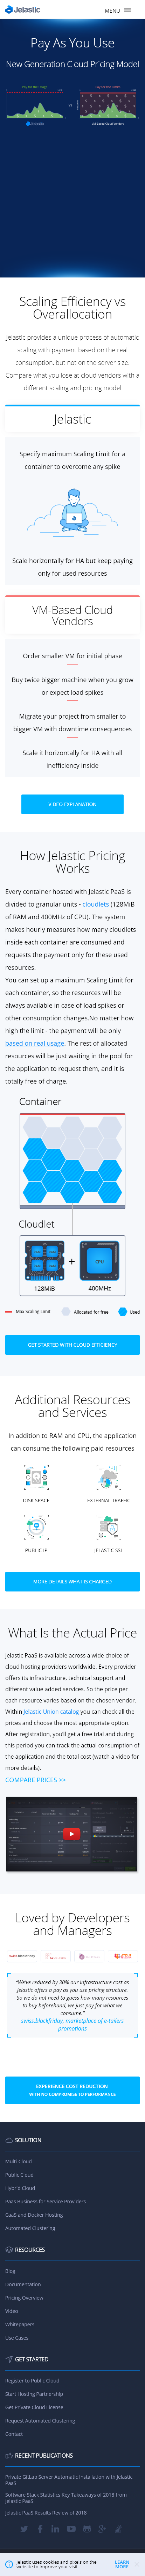 Jelastic
MENU
Pay As You Use
New Generation Cloud Pricing Model
vs
Jelastic
Scaling Efficiency vs
Overallocation
Jelastic provides a unique process of automatic
scaling with payment based on the real
consumption, but not on the server size.
Compare what you lose at cloud vendors with a
different scaling and pricing model
Jelastic
Specify maximum Scaling Limit for a
container to overcome any spike
Scale horizontally for HA but keep paying
only for used resources
VM-Based Cloud
Vendors
Order smaller VM for initial phase
Buy twice bigger machine when you grow
or expect load spikes
Migrate your project from smaller to
bigger VM with downtime consequences
Scale it horizontally for HA with all
inefficiency inside
VIDEO EXPLANATION
How Jelastic Pricing
Works
Every container hosted with Jelastic PaaS is
divided to granular units - cloudlets (128MiB
of RAM and 400MHz of CPU). The system
makes hourly measures of how many cloudlets
inside each container are consumed and
requests the payment only for these
resources.
You can set up a maximum Scaling Limit for
each container, so the resources will be
always available in case of load spikes or
other consumption changes.No matter how
high the limit - the payment will be only
based on real usage. The rest of allocated
resources will be just waiting in the pool for
the application to request them, and it is
totally free of charge.
Container
Cloudlet
CPU
128MiB
400MHz
Max Scaling Limit
Allocated for free
Used
GET STARTED WITH CLOUD EFFICIENCY
Additional Resources
and Services
In addition to RAM and CPU, the application
can consume the following paid resources
DISK SPACE
EXTERNAL TRAFFIC
PUBLIC IP
JELASTIC SSL
MORE DETAILS WHAT IS CHARGED
What Is the Actual Price
Jelastic PaaS is available across a wide choice of
cloud hosting providers worldwide. Every provider
offers its infrastructure, technical support and
different value added services. So the price per
resource varies based on the chosen vendor.
Within Jelastic Union catalog you can check all the
prices and choose the most appropriate option.
After registration, you'll get a free trial and during
this period you can track the actual consumption of
the application and the total cost (watch a video for
more details).
COMPARE PRICES >>
Loved by Developers
and Managers
"We've reduced by 30% our infrastructure cost as
Jelastic offers a pay as you use pricing structure.
So we do not need to guess how many resources
to buy beforehand, we just pay for what we
consume."
swiss.blackfriday, marketplace of e-tailers
promotions
EXPERIENCE COST REDUCTION
WITH NO COMPROMISE TO PERFORMANCE
SOLUTION
Multi-Cloud
Public Cloud
Hybrid Cloud
Paas Business for Service Providers
CaaS and Docker Hosting
Automated Clustering
RESOURCES
Blog
Documentation
Pricing Overview
Video
Whitepapers
Use Cases
GET STARTED
Register to Public Cloud
Start Hosting Partnership
Get Private Cloud License
Request Automated Clustering
Contact
RECENT PUBLICATIONS
Private GitLab Server Automatic Installation with Jelastic
PaaS
Software Stack Statistics Key Takeaways of 2018 from
Jelastic PaaS
Jelastic PaaS Results Review of 2018
Jelastic uses cookies and pixels on the
website to improve your visit
LEARN
MORE